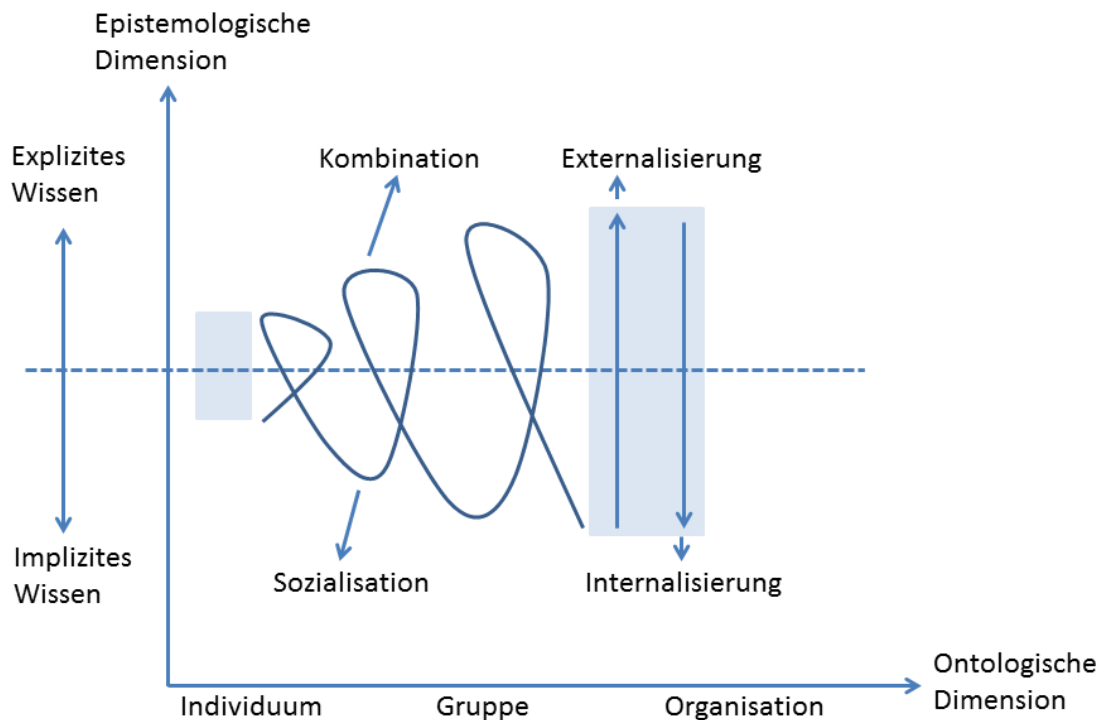 Epistemologische
Dimension
Explizites
Wissen
Kombination
Externalisierung
Implizites
Wissen
Sozialisation
Internalisierung
Ontologische
Dimension
Individuum
Gruppe
Organisation